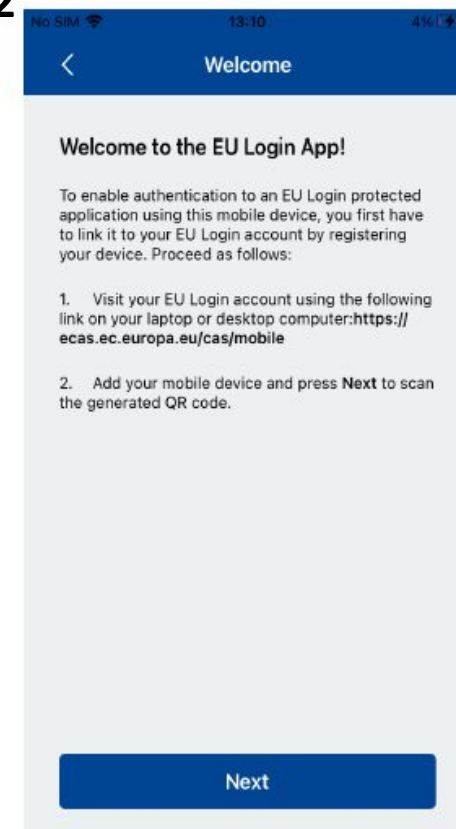 2
No SIM 13:10 4%
Welcome
Welcome to the EU Login App!
To enable authentication to an EU Login protected
application using this mobile device, you first have
to link it to your EU Login account by registering
your device. Proceed as follows:
1. Visit your EU Login account using the following
link on your laptop or desktop computer:https://
ecas.ec.europa.eu/cas/mobile
2. Add your mobile device and press Next to scan
the generated QR code.
Next